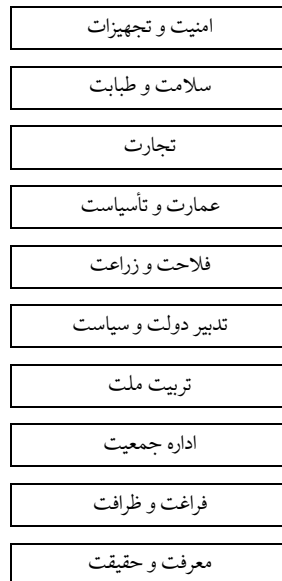 امنیت و تجهیزات
سلامت و طبابت
تجارت
عمارت و تأسیاست
فلاحت و زراعت
تدبیر دولت و سیاست
تربیت ملت
اداره جمعیت
فراغت و ظرافت
معرفت و حقیقت